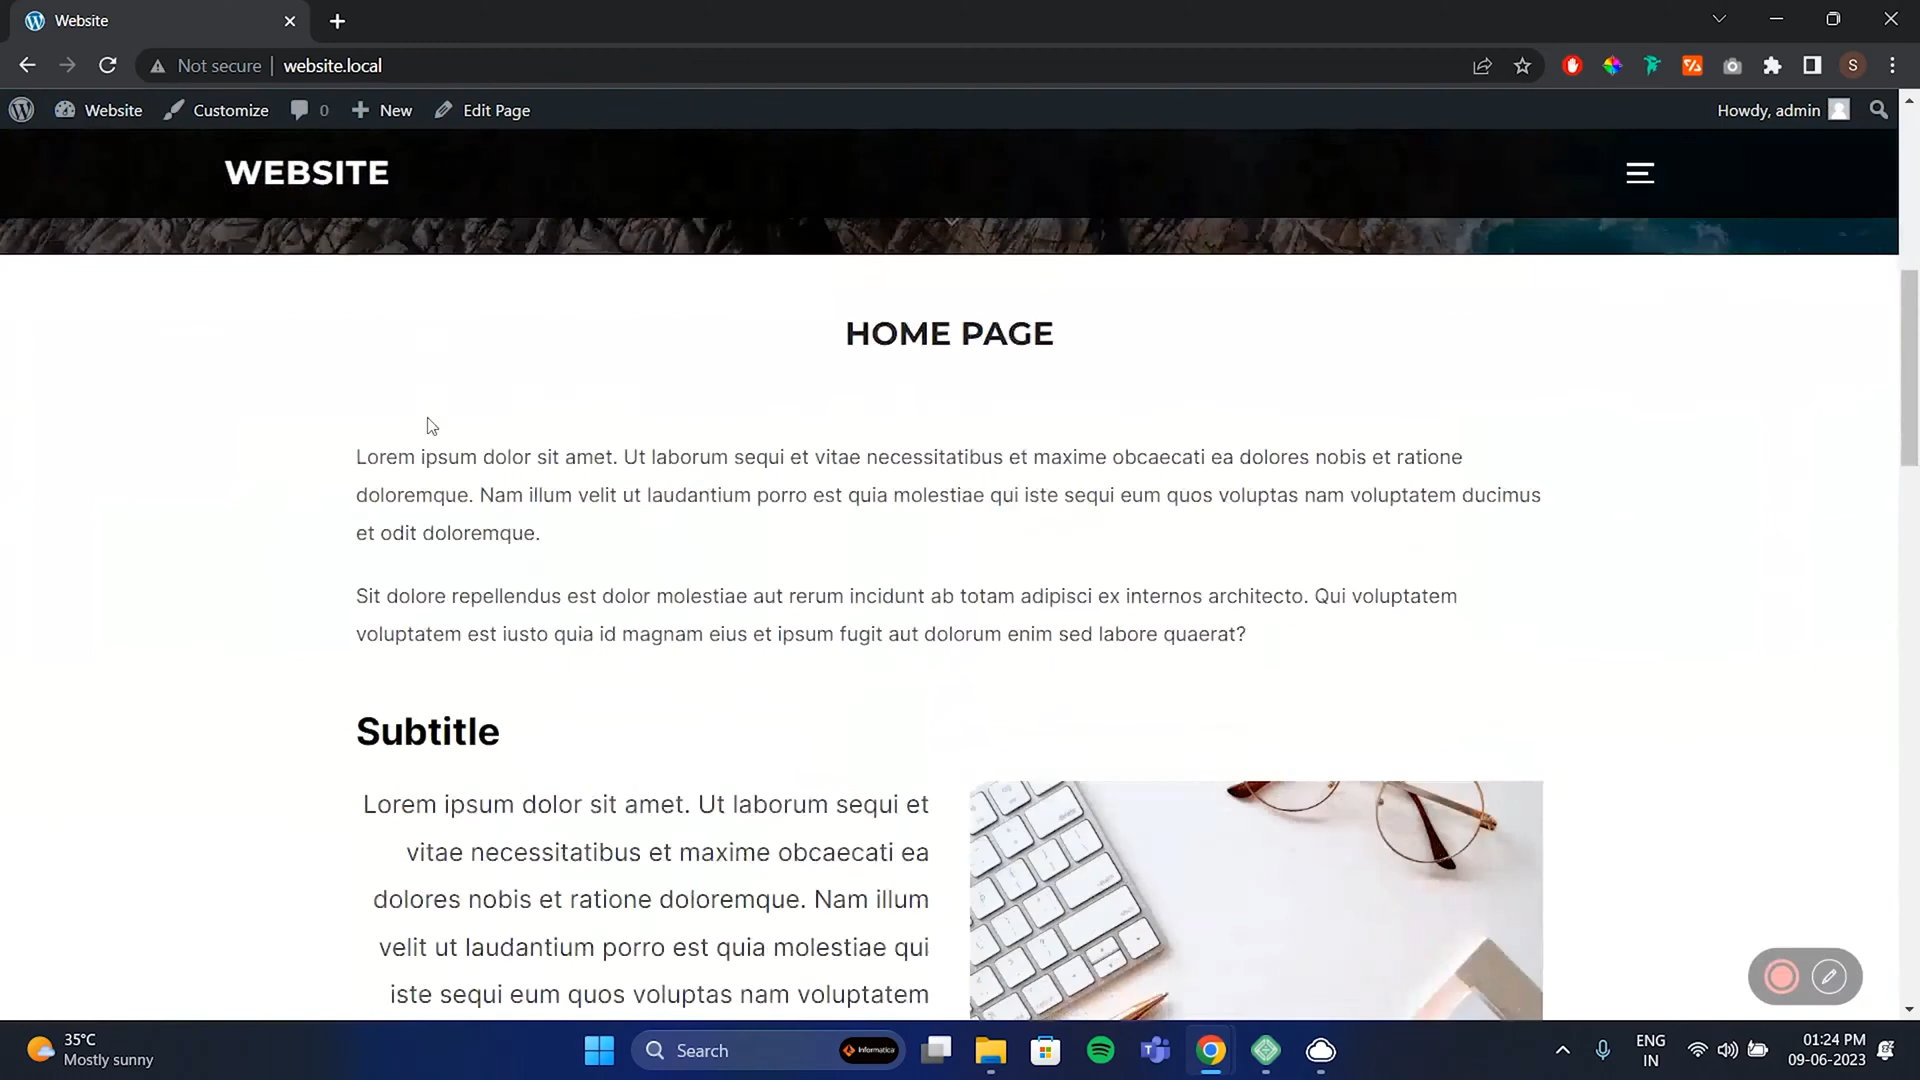 Website
Not secure website.local
S
Website Customize 0 New Edit Page Howdy, admin
WEBSITE
HOME PAGE
Lorem ipsum dolor sit amet. Ut laborum sequi et vitae necessitatibus et maxime obcaecati ea dolores nobis et ratione
doloremque. Nam illum velit ut laudantium porro est quia molestiae qui iste sequi eum quos voluptas nam voluptatem ducimus
et odit doloremque.
Sit dolore repellendus est dolor molestiae aut rerum incidunt ab totam adipisci ex internos architecto. Qui voluptatem
voluptatem est iusto quia id magnam eius et ipsum fugit aut dolorum enim sed labore quaerat?
Subtitle
Lorem ipsum dolor sit amet. Ut laborum sequi et
vitae necessitatibus et maxime obcaecati ea
dolores nobis et ratione doloremque. Nam illum
velit ut laudantium porro est quia molestiae qui
iste sequi eum quos voluptas nam voluptatem
35°C
Mostly sunny
Search
Informatica
ENG
IN
01:24 PM
09-06-2023